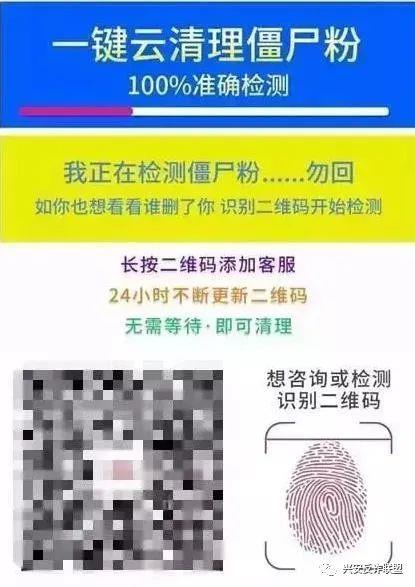 一键云清理僵尸粉
100%准确检测
我正在检测僵尸粉......勿回
如你也想看看谁删了你 识别二维码开始检测
长按二维码添加客服
24小时不断更新二维码
无需等待·即可清理
想咨询或检测
识别二维码
兴安反诈联盟